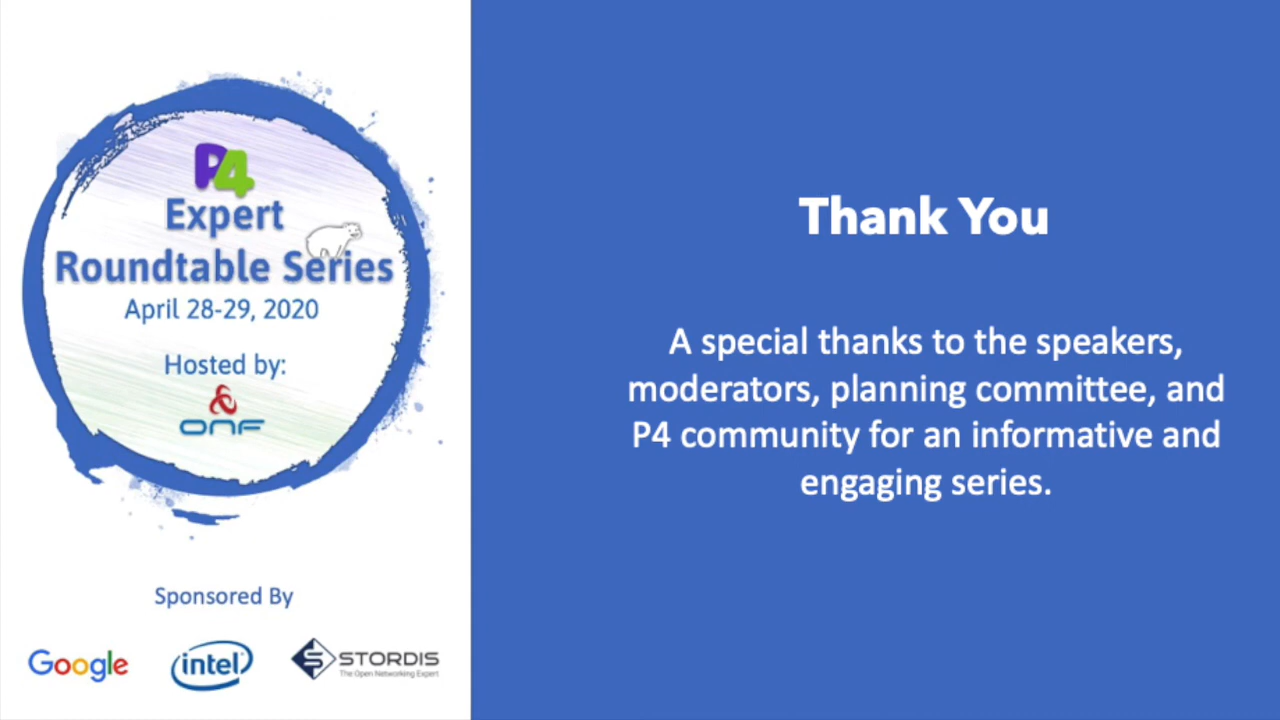 P4
Expert
Roundtable Series
April 28-29, 2020
Hosted by:
ONF
Sponsored By
Google
intel
STORDIS
The Open Networking Expert
Thank You
A special thanks to the speakers,
moderators, planning committee, and
P4 community for an informative and
engaging series.